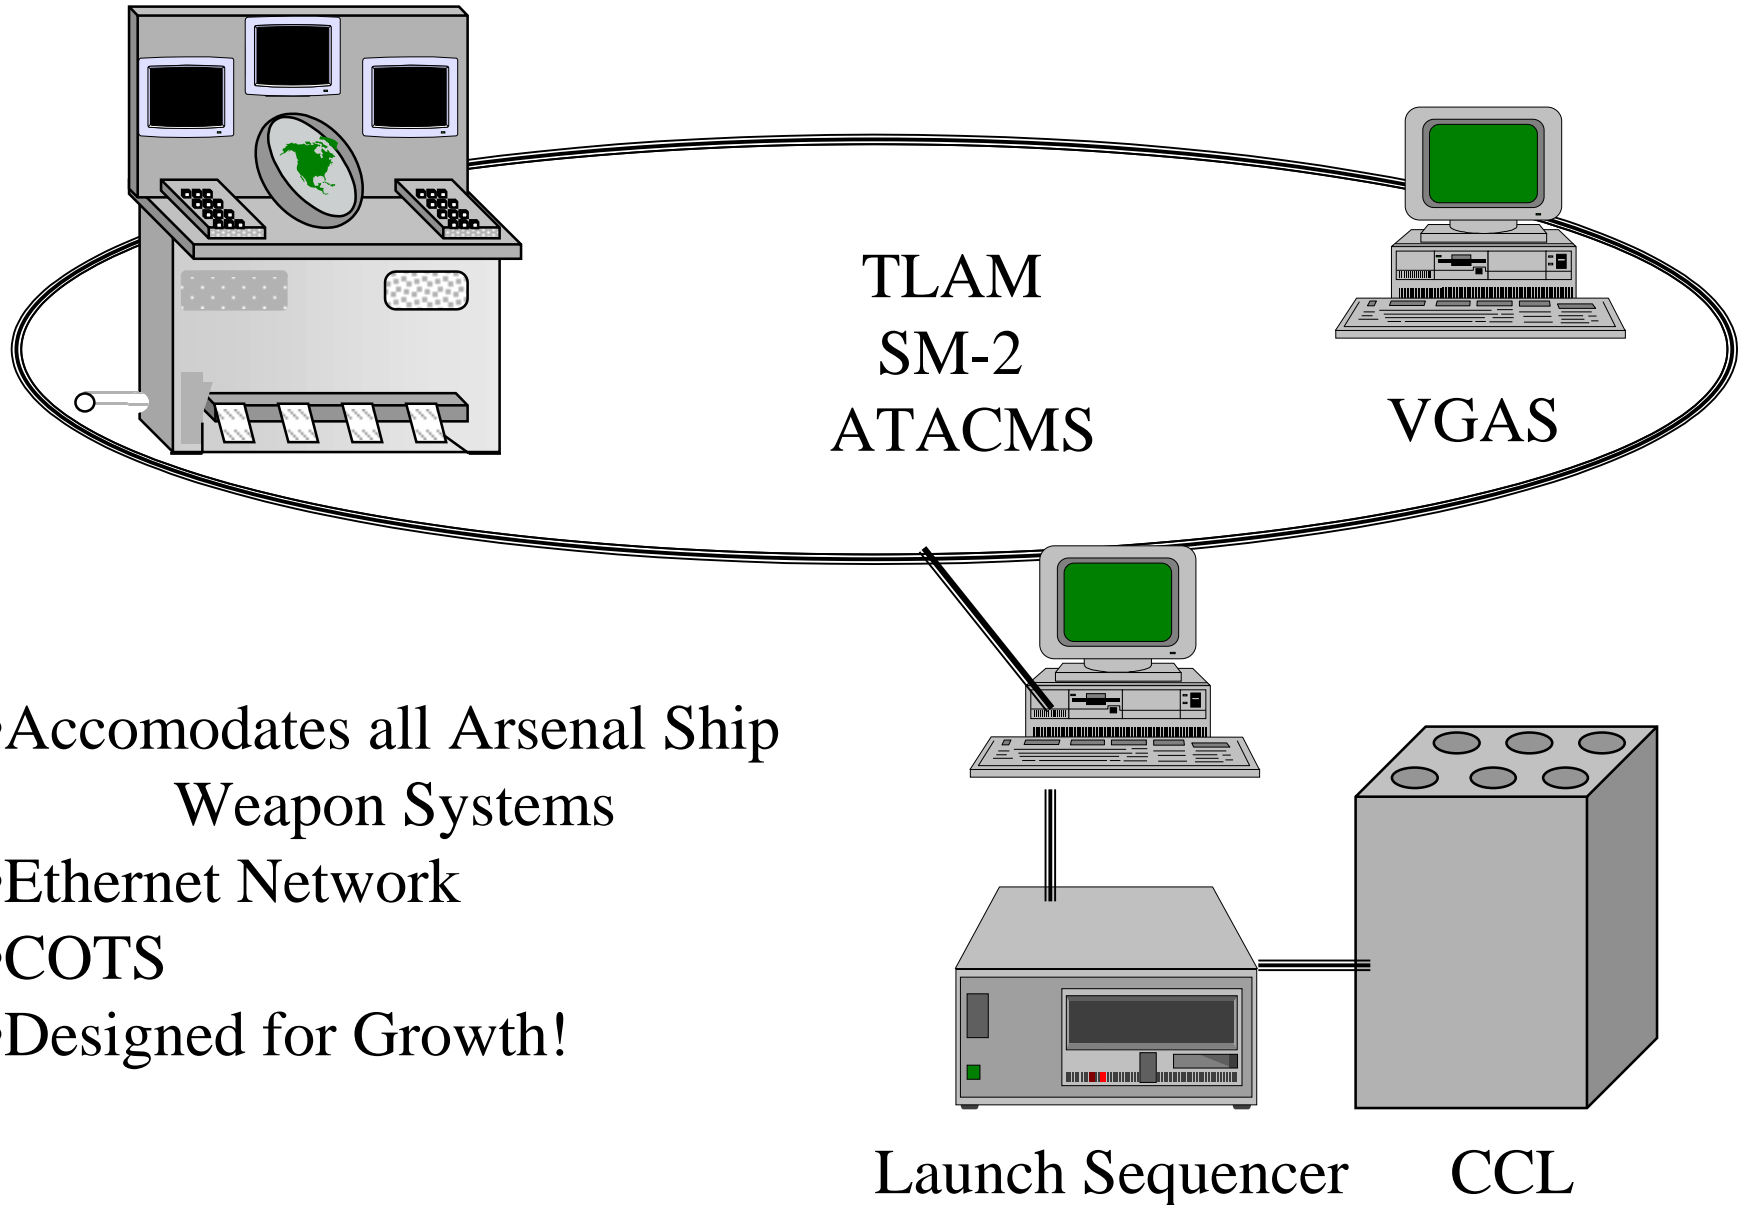 TLAM
SM-2
ATACMS
VGAS
•Accomodates all Arsenal Ship
Weapon Systems
•Ethernet Network
•COTS
•Designed for Growth!
Launch Sequencer
CCL